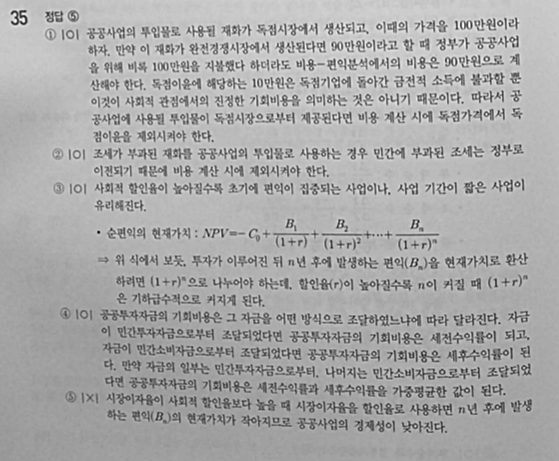 35 정답 ⑤
① |O| 공공사업의 투입물로 사용될 재화가 독점시장에서 생산되고, 이때의 가격을 100만원이라
하자. 만약 이 재화가 완전경쟁시장에서 생산된다면 90만원이라고 할 때 정부가 공공사업
을 위해 비록 100만원을 지불했다 하더라도 비용-편익분석에서의 비용은 90만원으로 계
산해야 한다. 독점이윤에 해당하는 10만원은 독점기업에 돌아간 금전적 소득에 불과할 뿐
이것이 사회적 관점에서의 진정한 기회비용을 의미하는 것은 아니기 때문이다. 따라서 공
공사업에 사용될 투입물이 독점시장으로부터 제공된다면 비용 계산 시에 독점가격에서 독
점이윤을 제외시켜야 한다.
② |O| 조세가 부과된 재화를 공공사업의 투입물로 사용하는 경우 민간에 부과된 조세는 정부로
이전되기 때문에 비용 계산 시에 제외시켜야 한다.
③ |O| 사회적 할인율이 높아질수록 초기에 편익이 집중되는 사업이나, 사업 기간이 짧은 사업이
유리해진다.
• 순편익의 현재가치 : NPV=-C₀+B₁/(1+r)+B₂/(1+r)²+…+Bₙ/(1+r)ⁿ
⇒ 위 식에서 보듯, 투자가 이루어진 뒤 n년 후에 발생하는 편익(Bₙ)을 현재가치로 환산
하려면 (1+r)ⁿ으로 나누어야 하는데, 할인율(r)이 높아질수록 n이 커질 때 (1+r)ⁿ
은 기하급수적으로 커지게 된다.
④ |O| 공공투자자금의 기회비용은 그 자금을 어떤 방식으로 조달하였느냐에 따라 달라진다. 자금
이 민간투자자금으로부터 조달되었다면 공공투자자금의 기회비용은 세전수익률이 되고,
자금이 민간소비자금으로부터 조달되었다면 공공투자자금의 기회비용은 세후수익률이 된
다. 만약 자금의 일부는 민간투자자금으로부터, 나머지는 민간소비자금으로부터 조달되었
다면 공공투자자금의 기회비용은 세전수익률과 세후수익률을 가중평균한 값이 된다.
⑤ |×| 시장이자율이 사회적 할인율보다 높을 때 시장이자율을 할인율로 사용하면 n년 후에 발생
하는 편익(Bₙ)의 현재가치가 작아지므로 공공사업의 경제성이 낮아진다.